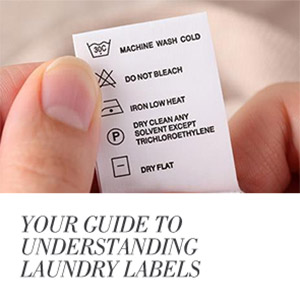 30C MACHINE WASH COLD
DO NOT BLEACH
IRON LOW HEAT
DRY CLEAN ANY
SOLVENT EXCEPT
TRICHLOROETHYLENE
P
DRY FLAT
YOUR GUIDE TO
UNDERSTANDING
LAUNDRY LABELS